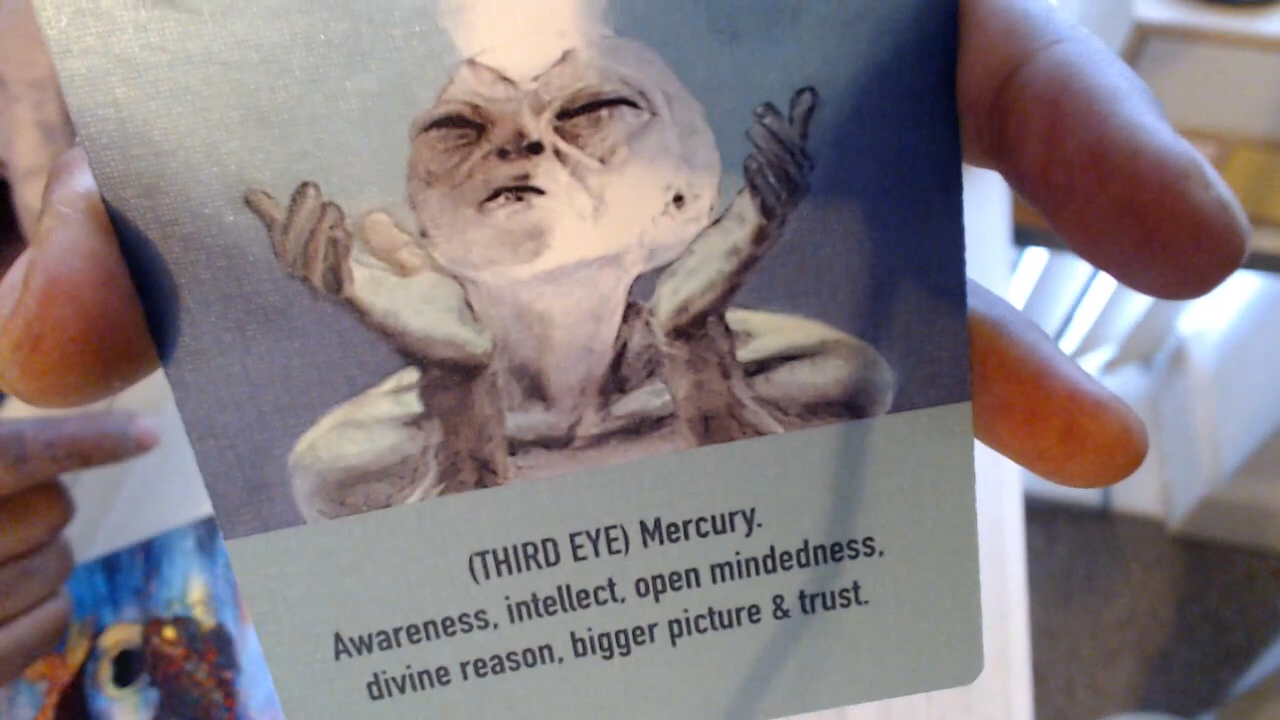 (THIRD EYE) Mercury.
Awareness, intellect, open mindedness,
divine reason, bigger picture & trust.